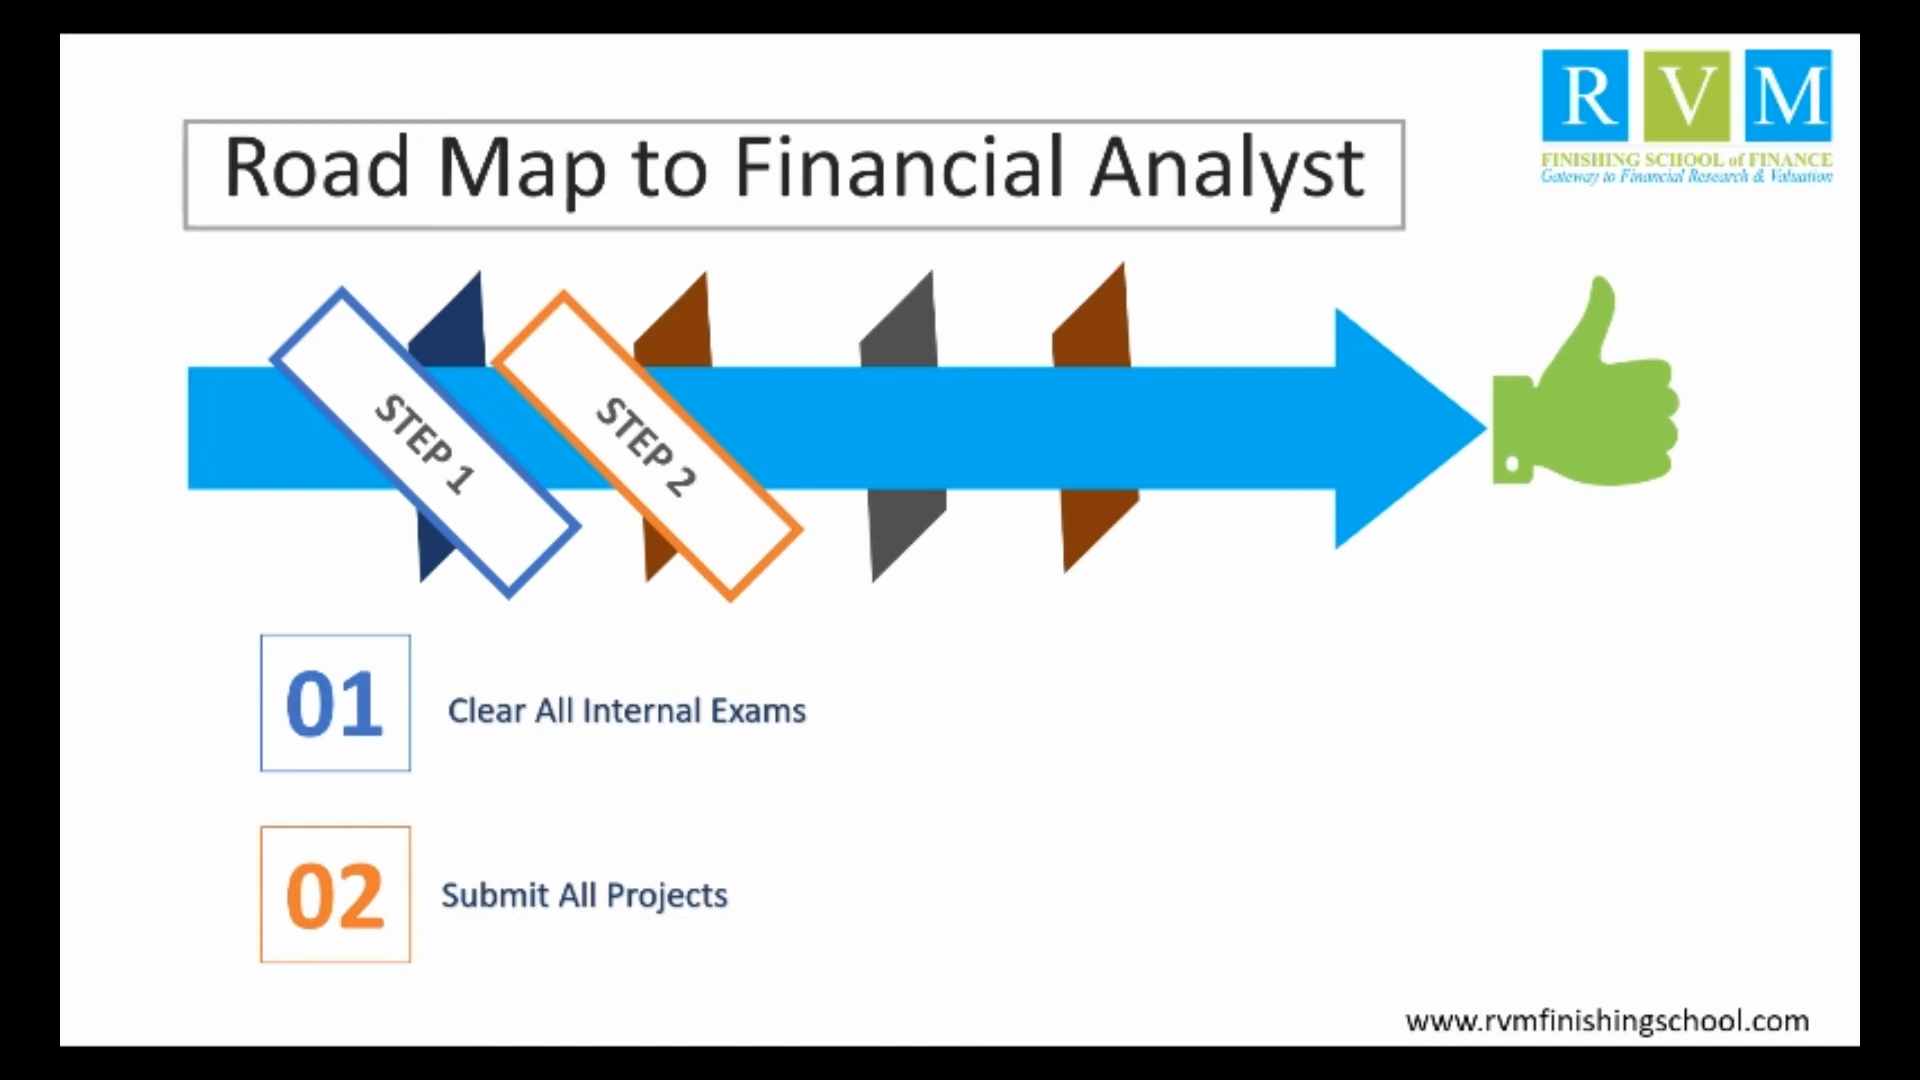 R V M
FINISHING SCHOOL of FINANCE
Gateway to Financial Research & Valuation
Road Map to Financial Analyst
STEP 1
STEP 2
01
Clear All Internal Exams
02
Submit All Projects
www.rvmfinishingschool.com